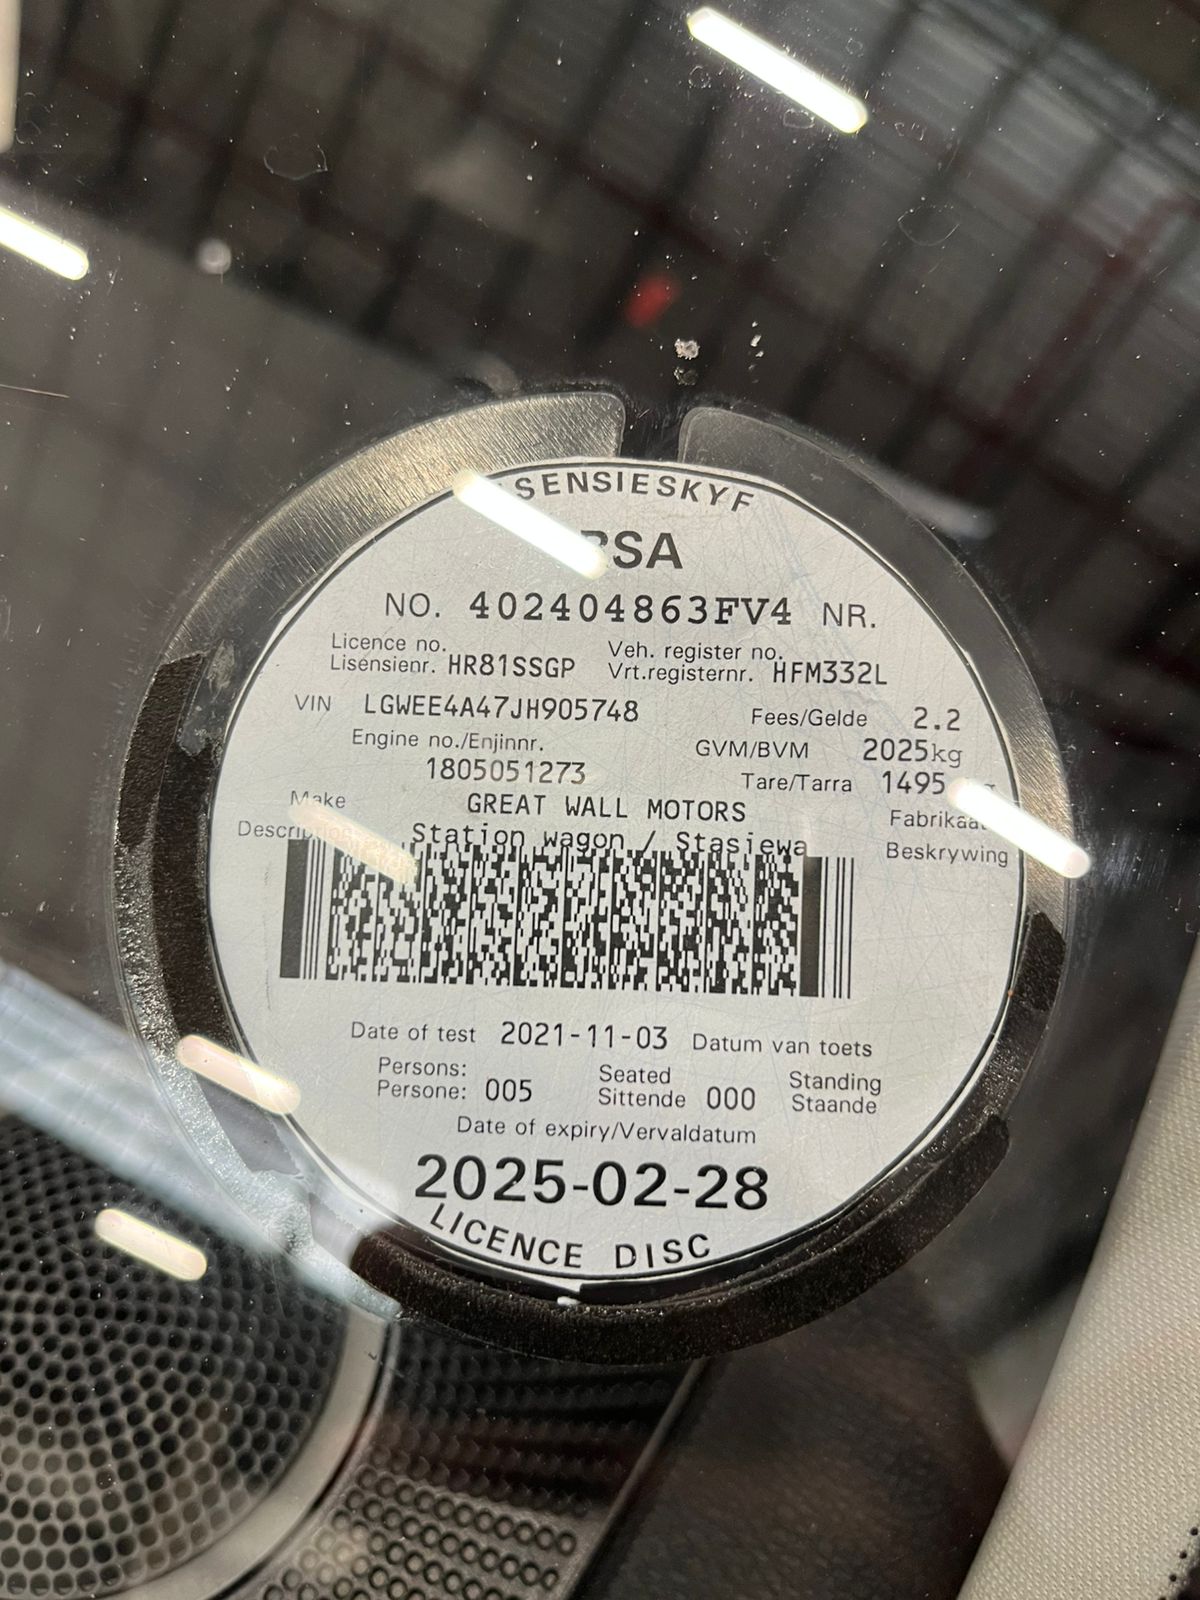 SENSIESKYF
RSA
NO. 402404863FV4 NR.
Licence no. Veh. register no.
Lisensienr. HR81SSGP Vrt.registernr. HFM332L
VIN LGWEE4A47JH905748 Fees/Gelde 2.2
Engine no./Enjinnr. GVM/BVM 2025kg
1805051273 Tare/Tarra 1495
Make GREAT WALL MOTORS
Station wagon / Stasiewa Beskrywing
Date of test 2021-11-03 Datum van toets
Persons: Seated Standing
Persone: 005 Sittende 000 Staande
Date of expiry/Vervaldatum
2025-02-28
LICENCE DISC